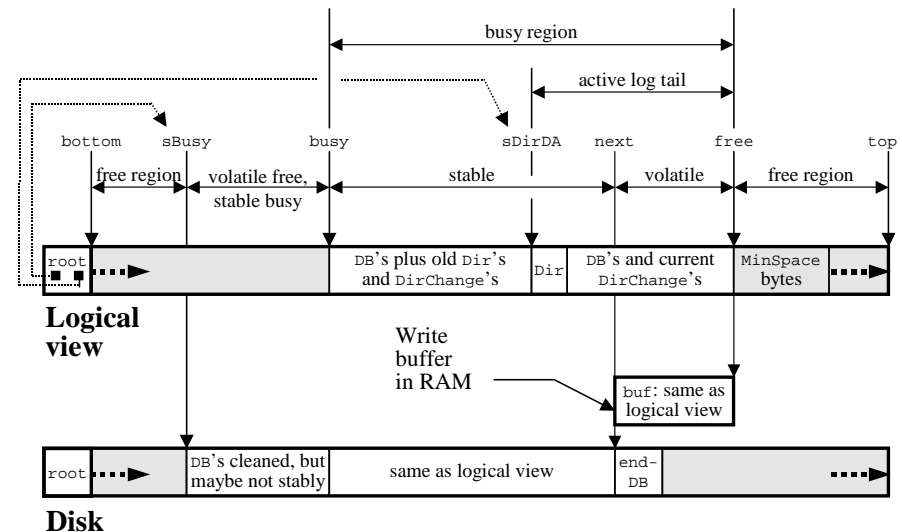 busy region
active log tail
bottom sBusy busy sDirDA next free top
free region volatile free, stable volatile free region
stable busy
root DB's plus old Dir's Dir DB's and current MinSpace
and DirChange's DirChange's bytes
Logical
view
Write
buffer
in RAM
buf: same as
logical view
root DB's cleaned, but same as logical view end-
maybe not stably DB
Disk